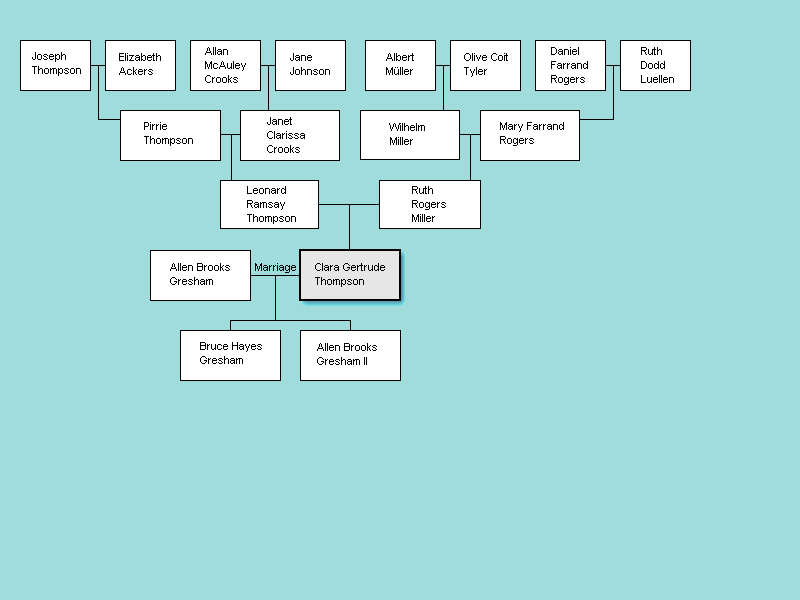 Joseph
Thompson
Elizabeth
Ackers
Allan
McAuley
Crooks
Jane
Johnson
Albert
Müller
Olive Coit
Tyler
Daniel
Farrand
Rogers
Ruth
Dodd
Luellen
Pirrie
Thompson
Janet
Clarissa
Crooks
Wilhelm
Miller
Mary Farrand
Rogers
Leonard
Ramsay
Thompson
Ruth
Rogers
Miller
Allen Brooks
Gresham
Marriage
Clara Gertrude
Thompson
Bruce Hayes
Gresham
Allen Brooks
Gresham II